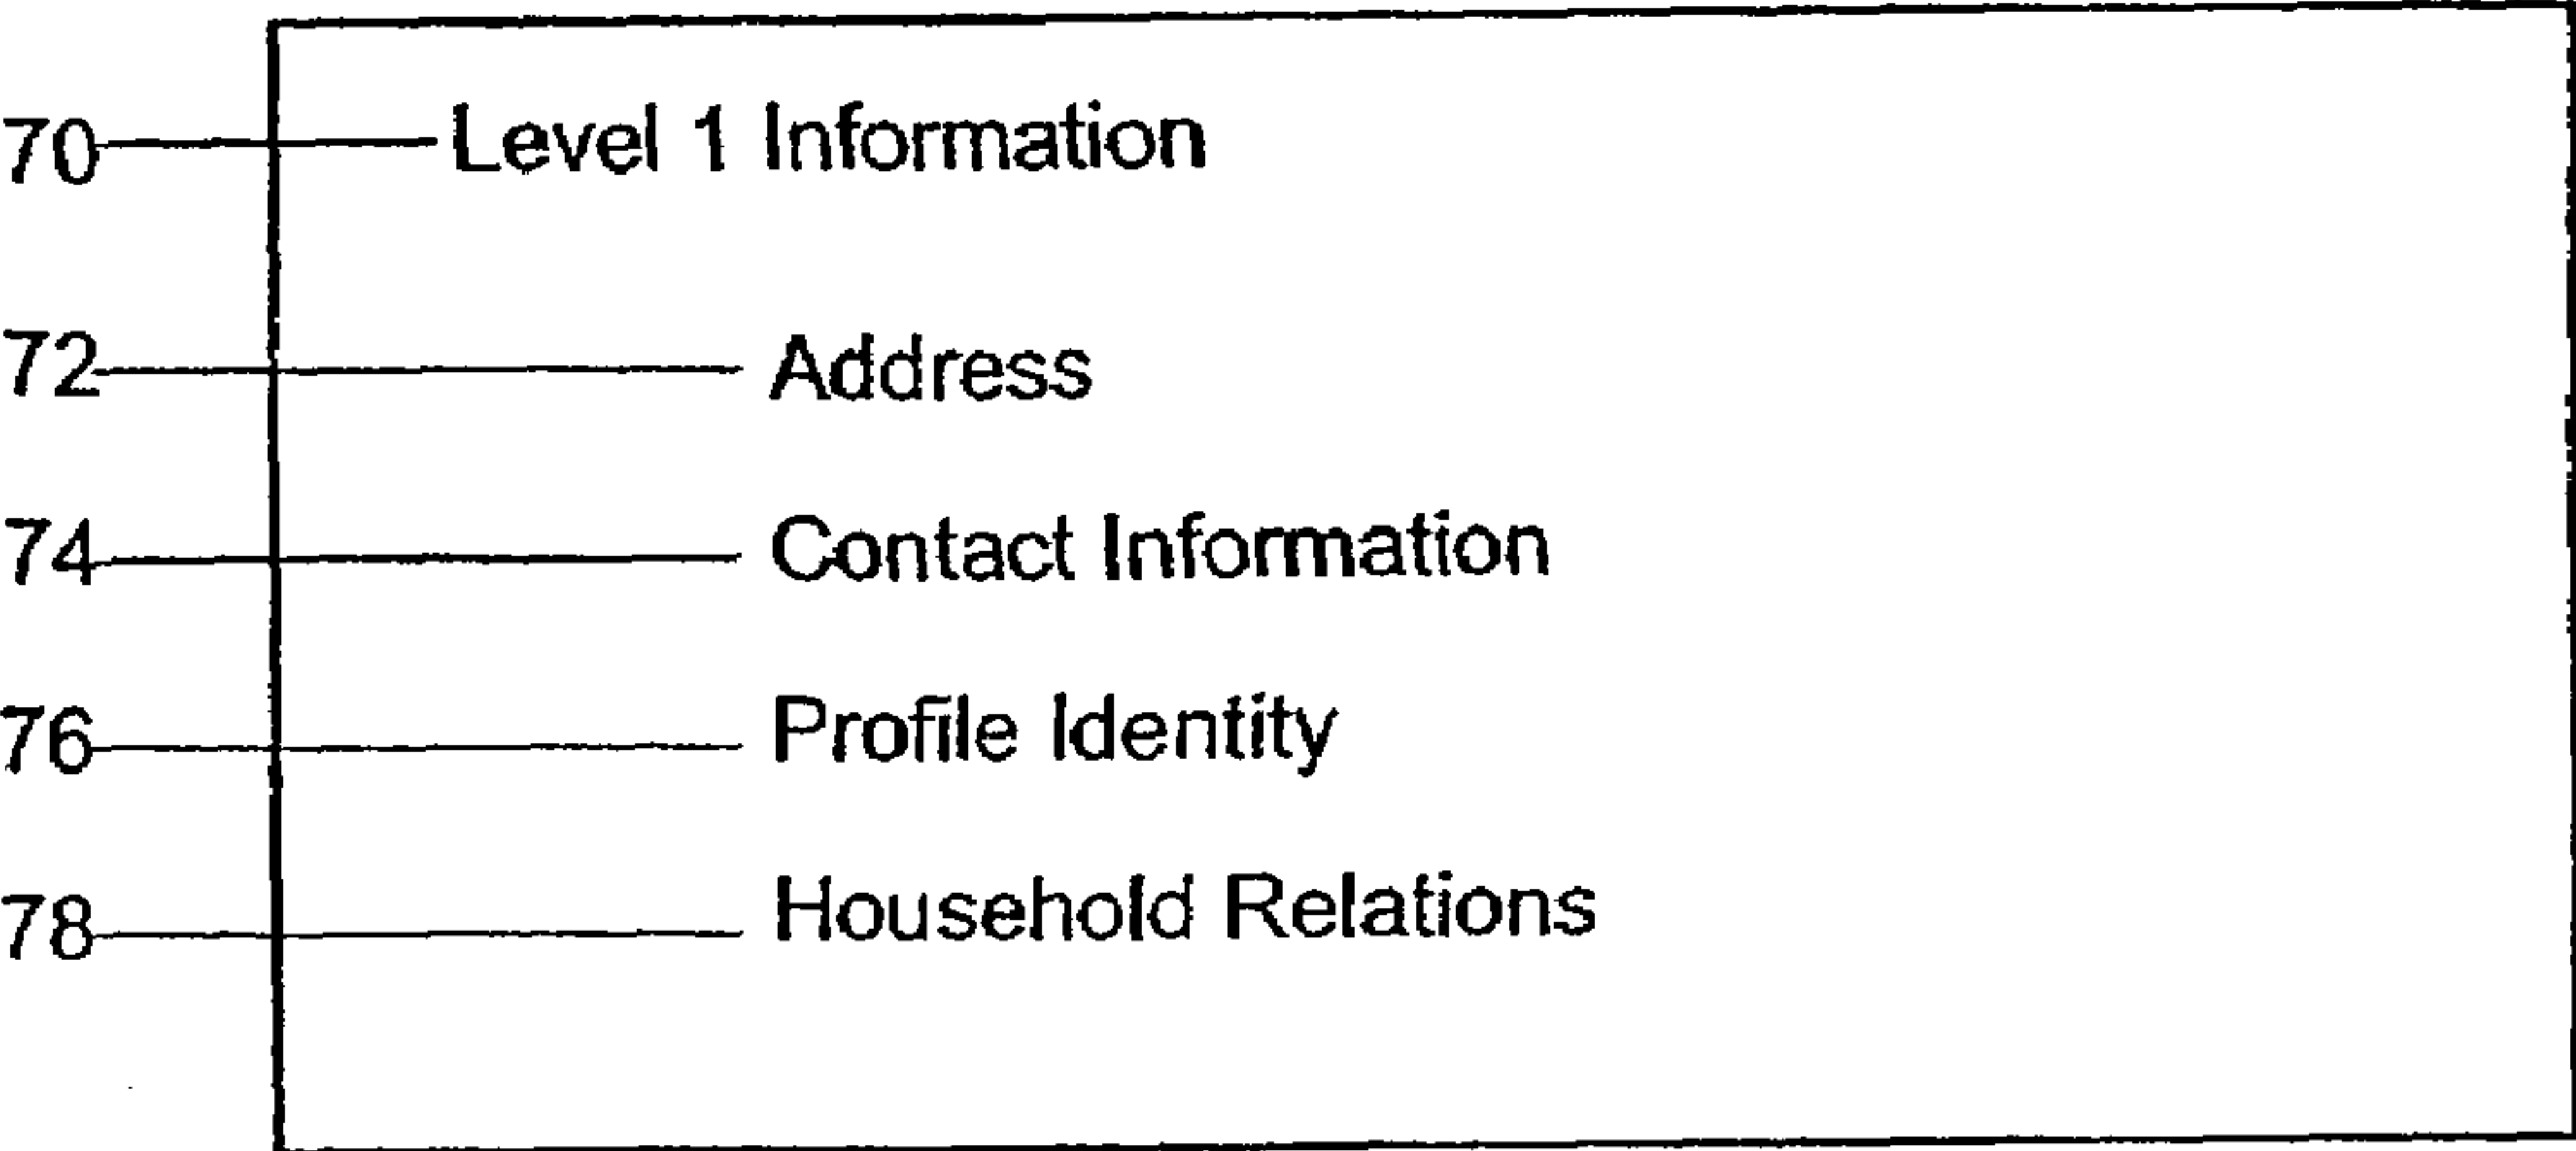 70 Level 1 Information
72 Address
74 Contact Information
76 Profile Identity
78 Household Relations